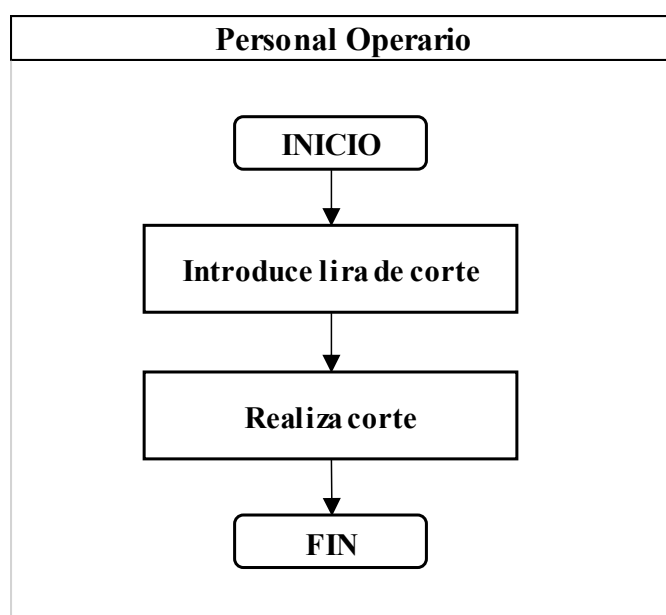 Personal Operario
INICIO
Introduce lira de corte
Realiza corte
FIN